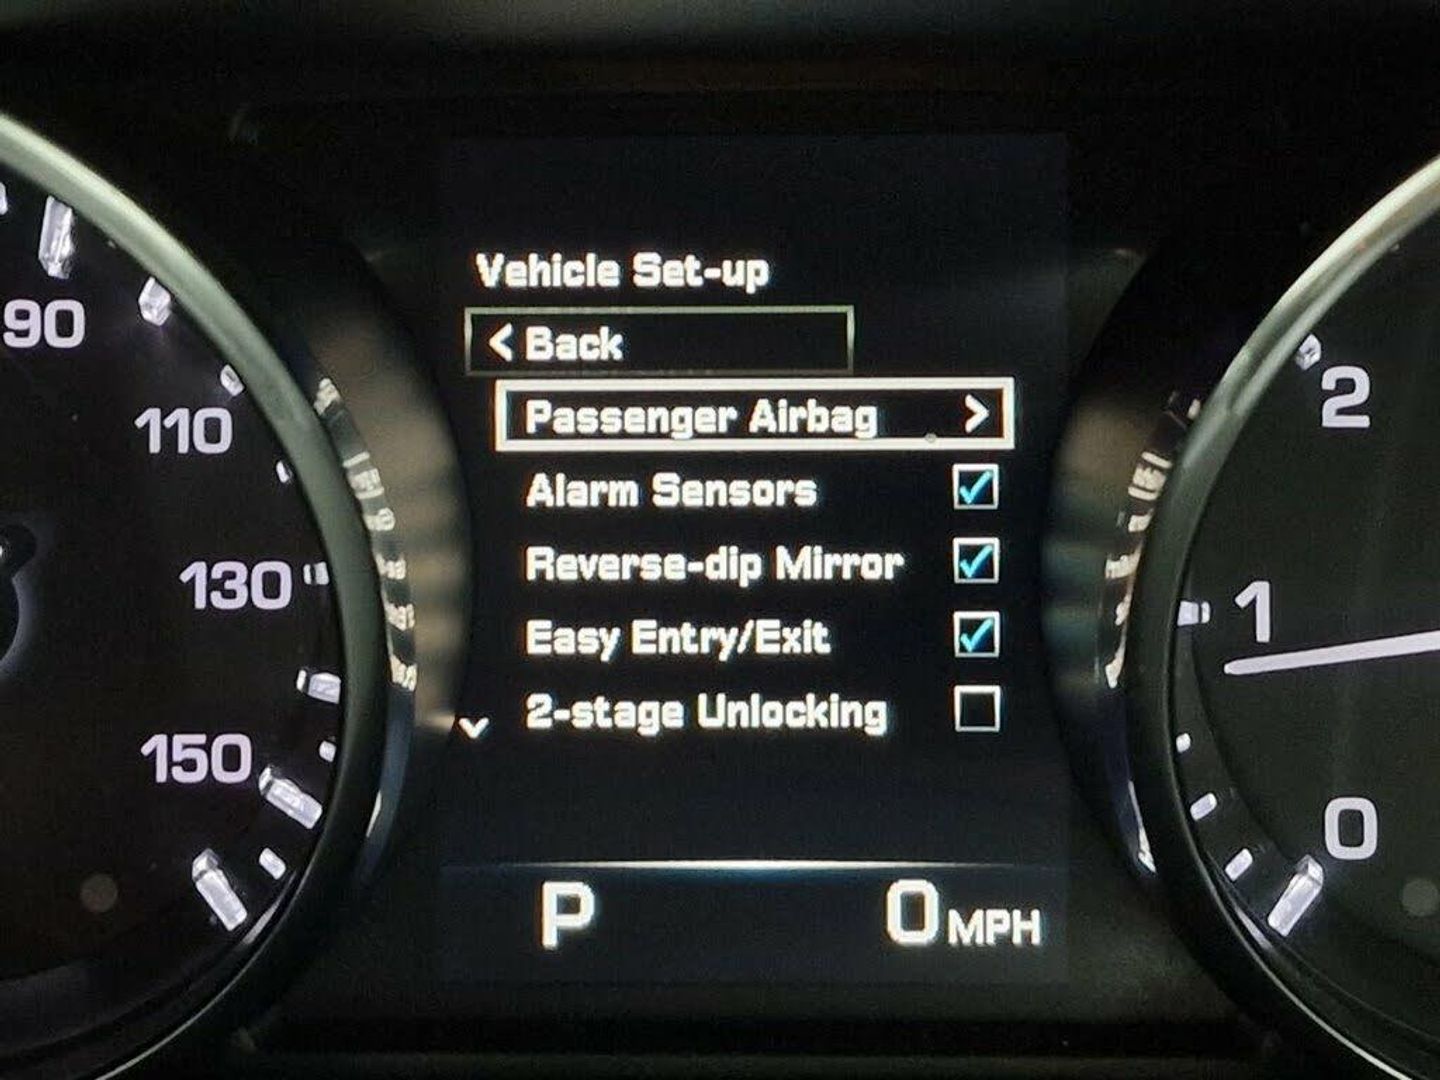 Vehicle Set-up
< Back
Passenger Airbag >
Alarm Sensors
Reverse-dip Mirror
Easy Entry/Exit
2-stage Unlocking
P 0 MPH
90
110
130
150
2
1
0